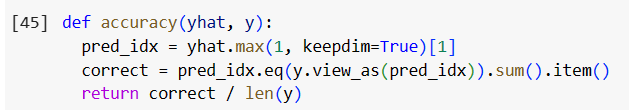 [45] def accuracy(yhat, y):
pred_idx = yhat.max(1, keepdim=True)[1]
correct = pred_idx.eq(y.view_as(pred_idx)).sum().item()
return correct / len(y)